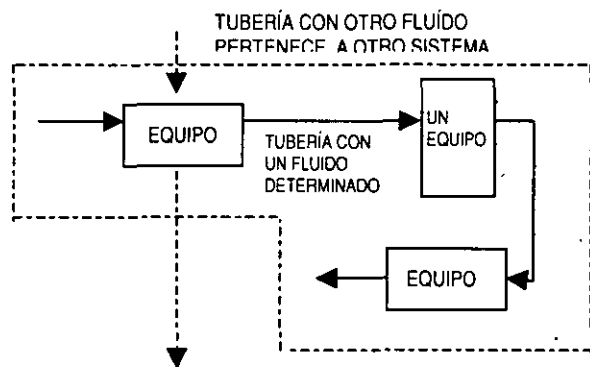 TUBERÍA CON OTRO FLUÍDO
PERTENECE A OTRO SISTEMA
EQUIPO
TUBERÍA CON
UN FLUIDO
DETERMINADO
UN
EQUIPO
EQUIPO